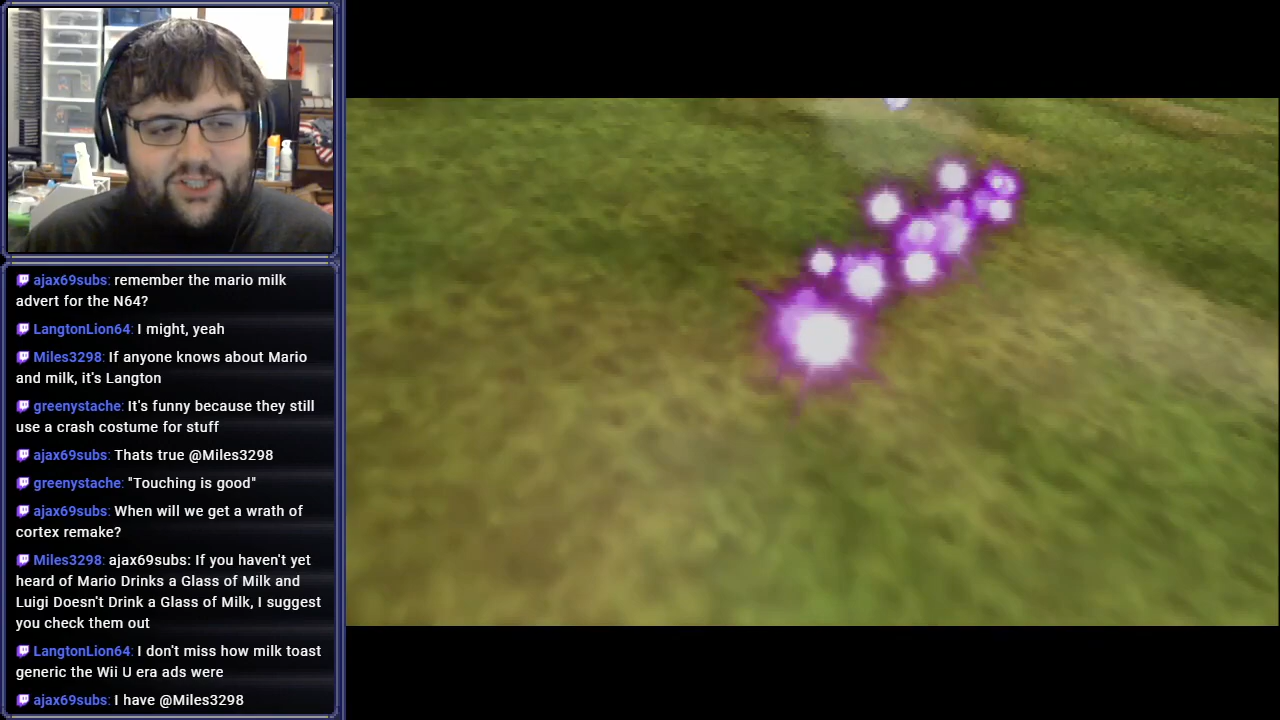 ajax69subs: remember the mario milk
advert for the N64?
LangtonLion64: I might, yeah
Miles3298: If anyone knows about Mario
and milk, it's Langton
greenystache: It's funny because they still
use a crash costume for stuff
ajax69subs: Thats true @Miles3298
greenystache: "Touching is good"
ajax69subs: When will we get a wrath of
cortex remake?
Miles3298: ajax69subs: If you haven't yet
heard of Mario Drinks a Glass of Milk and
Luigi Doesn't Drink a Glass of Milk, I suggest
you check them out
LangtonLion64: I don't miss how milk toast
generic the Wii U era ads were
ajax69subs: I have @Miles3298